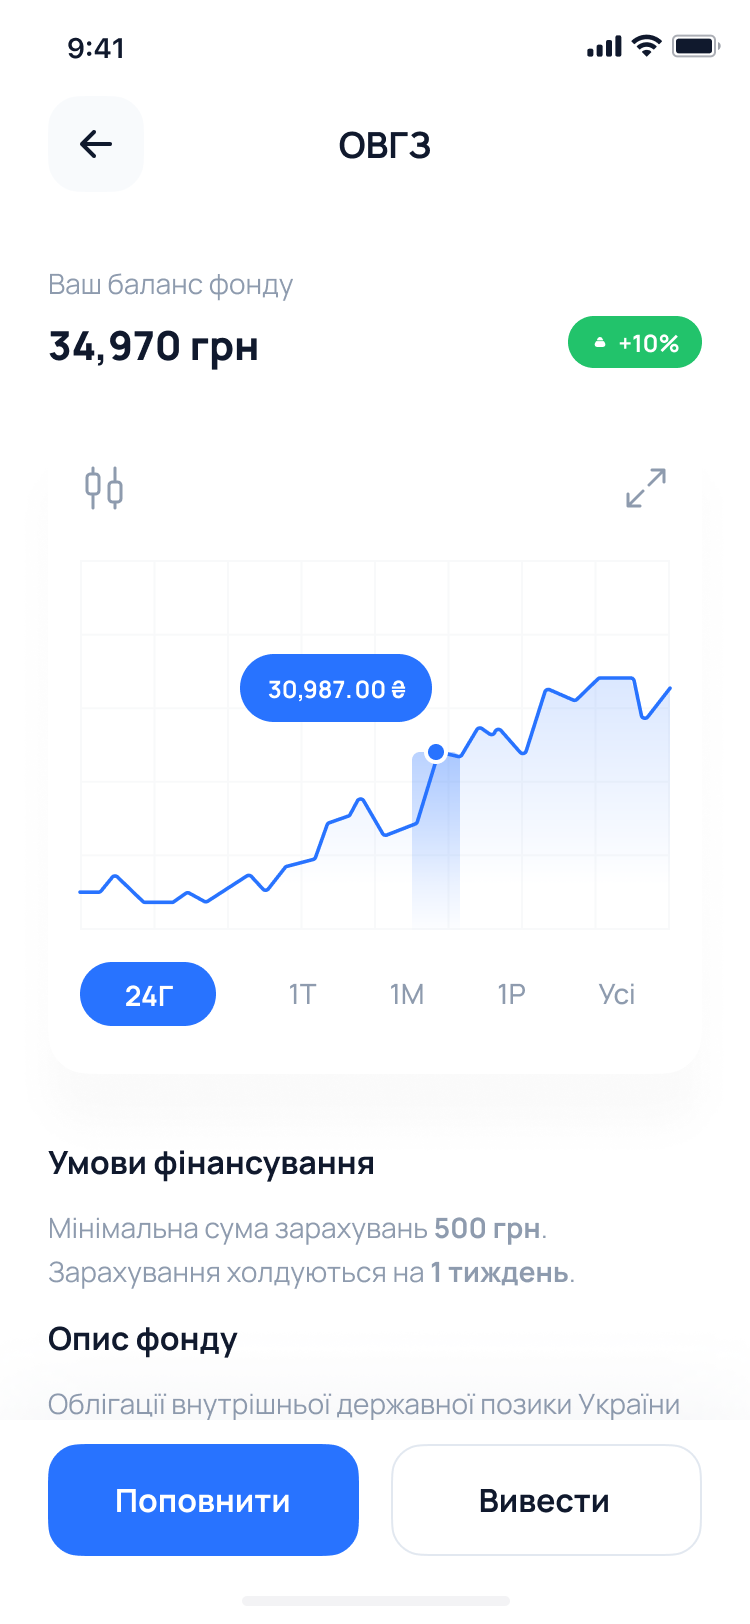 9:41
ОВГЗ
Ваш баланс фонду
34,970 грн
+10%
30,987.00 ₴
24Г 1Т 1М 1Р Усі
Умови фінансування
Мінімальна сума зарахувань 500 грн.
Зарахування холдуються на 1 тиждень.
Опис фонду
Облігації внутрішньої державної позики України
Поповнити Вивести